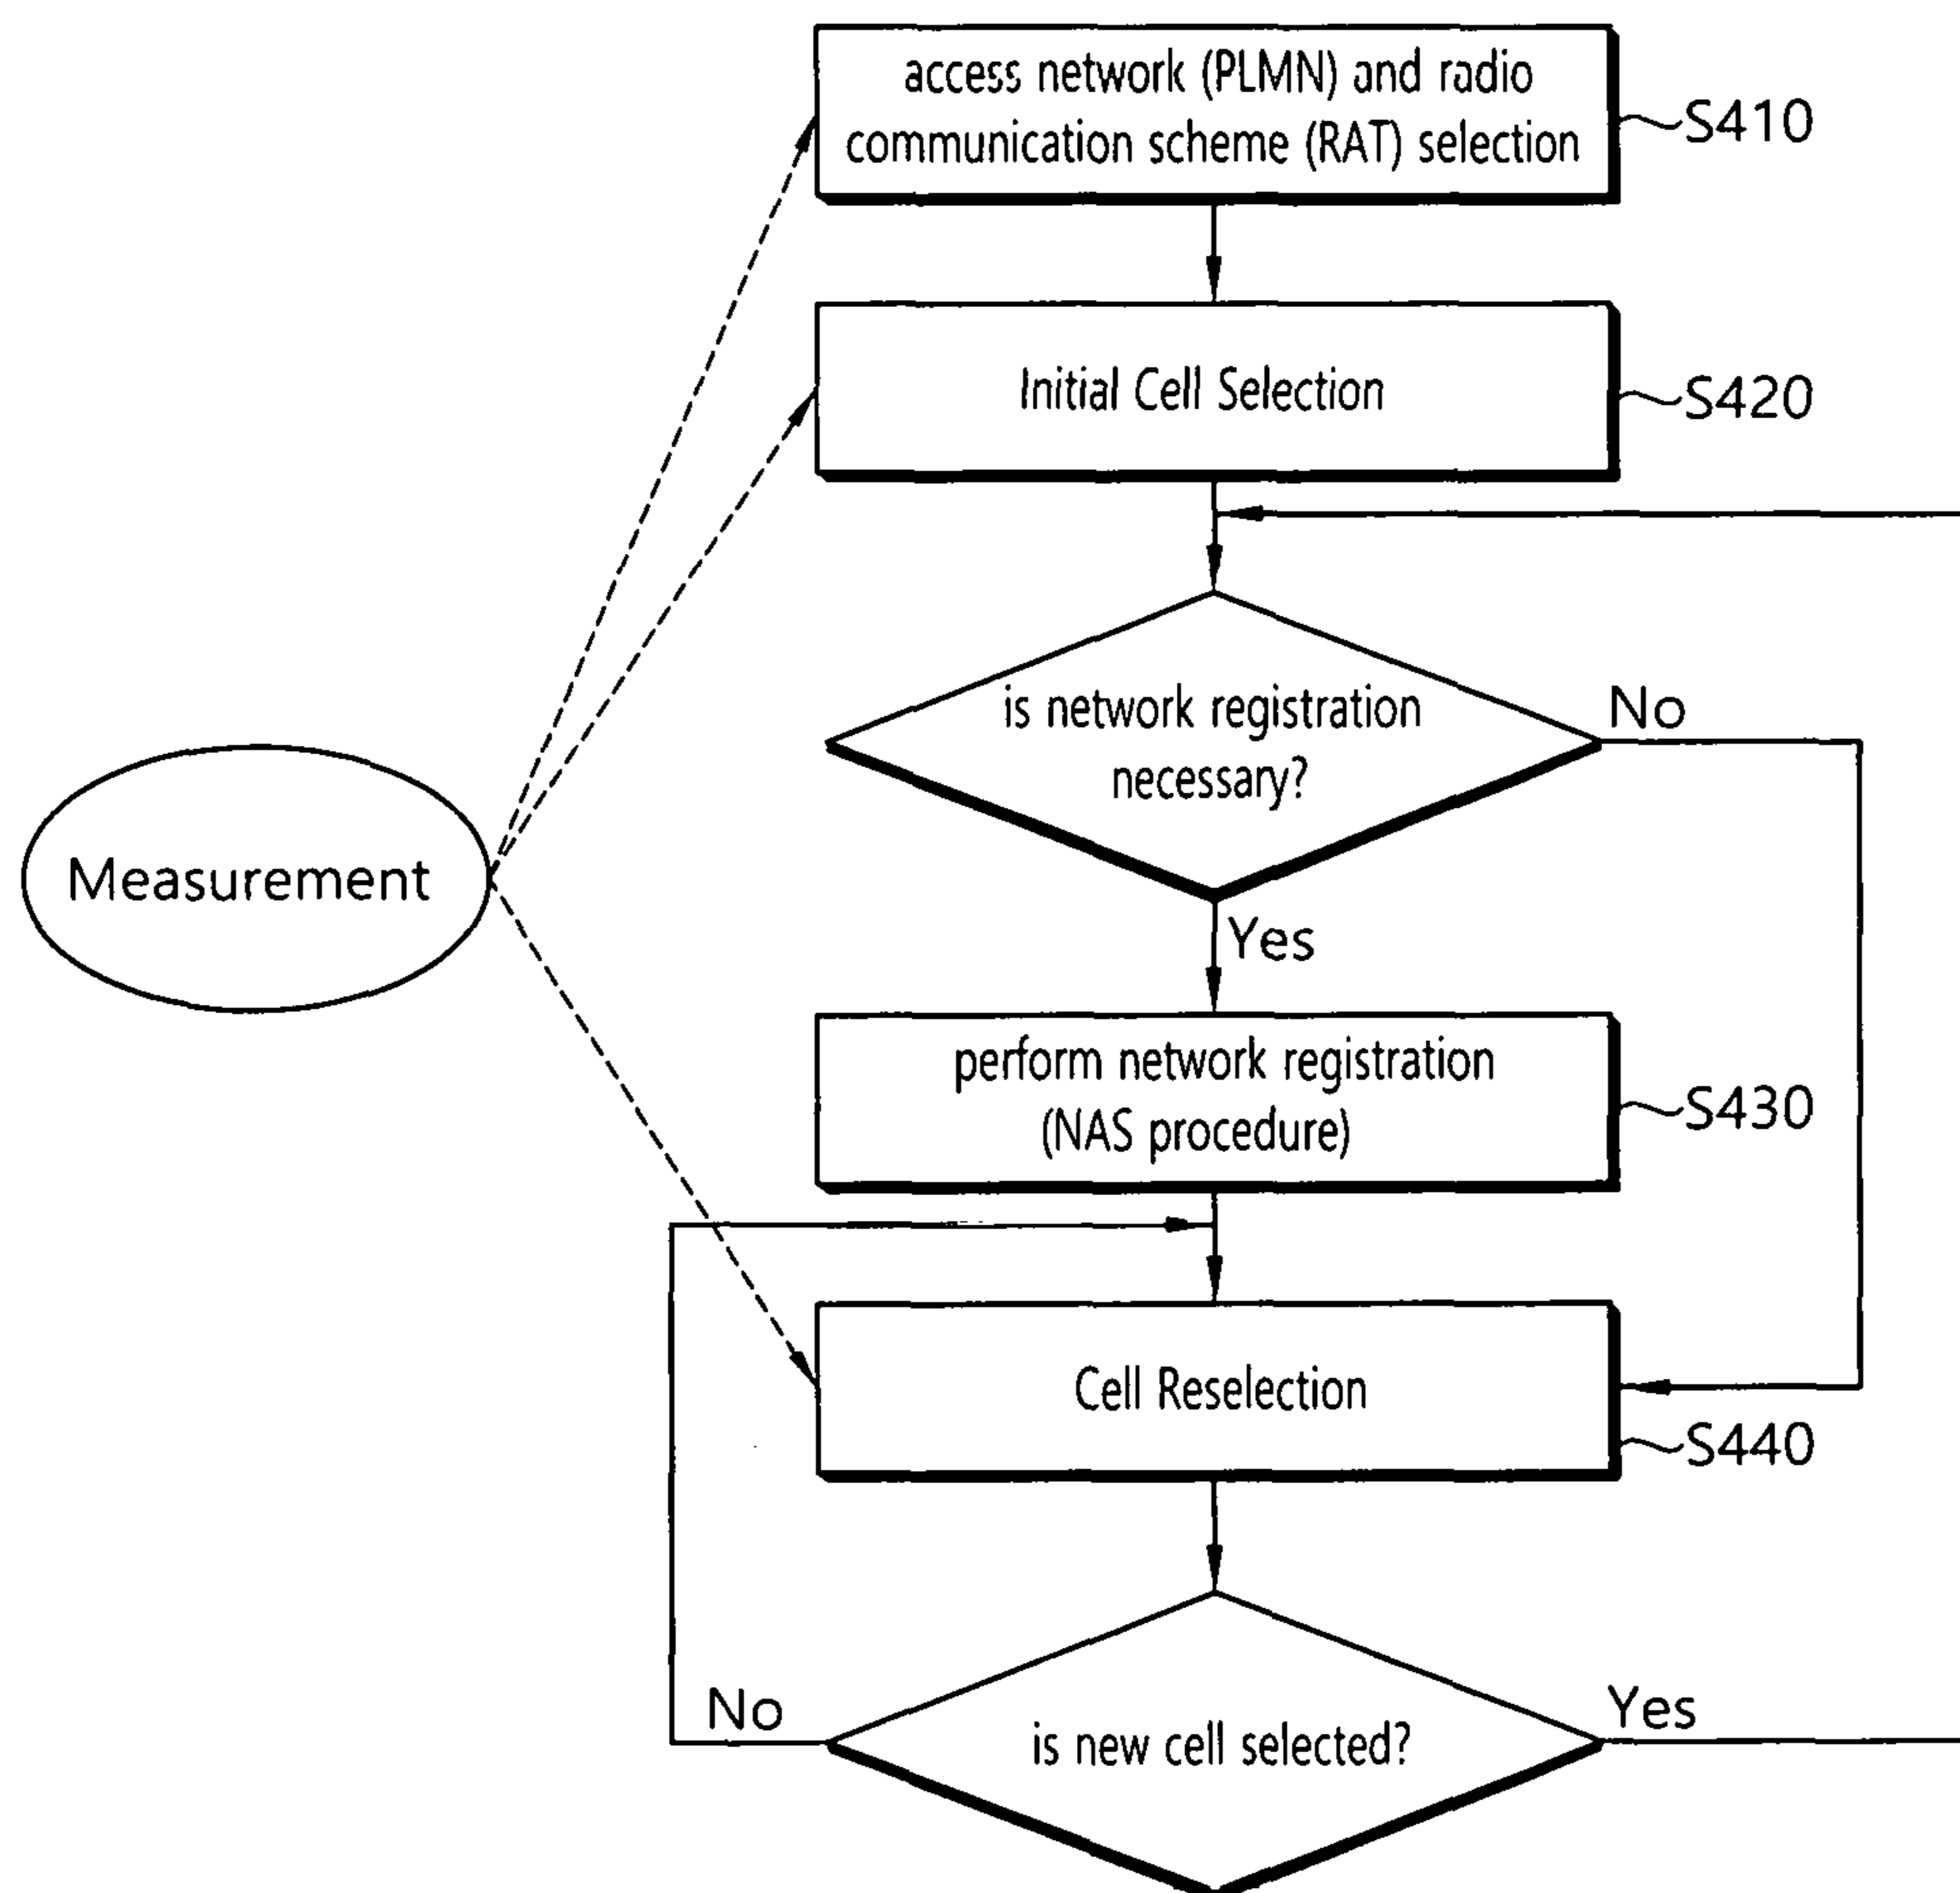 access network (PLMN) and radio
communication scheme (RAT) selection
S410
Initial Cell Selection
S420
is network registration
necessary?
No
Measurement
Yes
perform network registration
(NAS procedure)
S430
Cell Reselection
S440
No
is new cell selected?
Yes